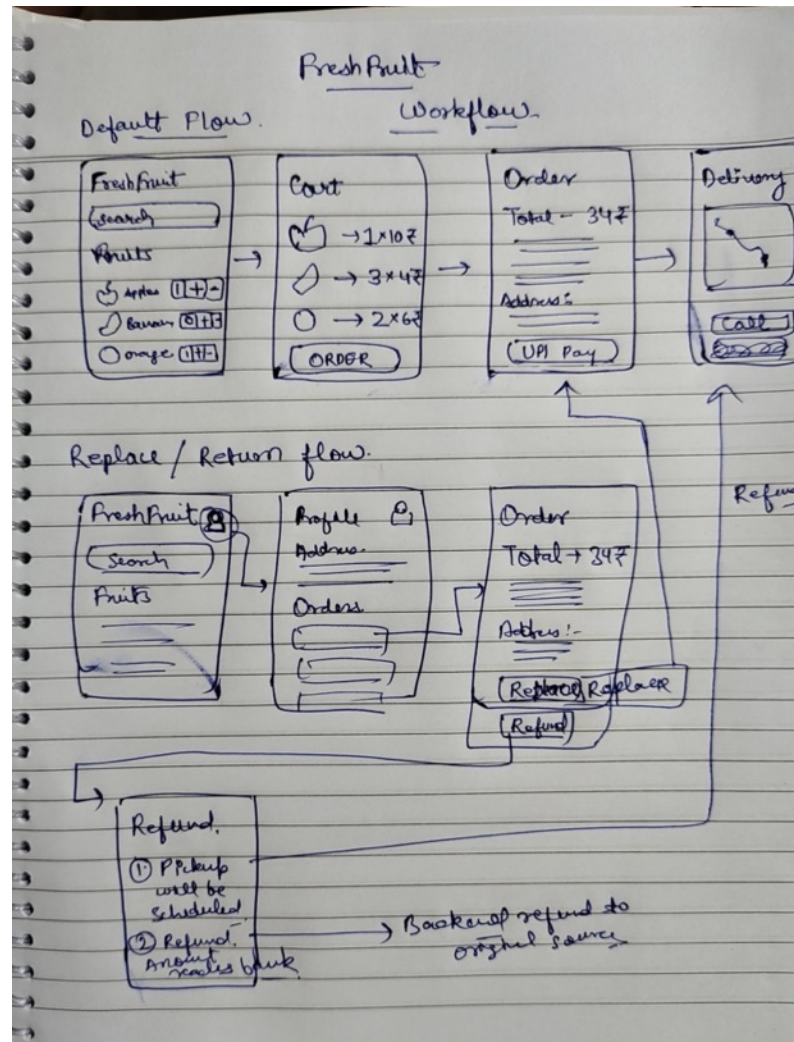 FreshFruit
Workflow.
Default Flow.
FreshFruit
search
Fruits
Apples 1 + -
Banana 0 + -
orange 1 + -
Cart
→ 1×10₹
→ 3×4₹
→ 2×6₹
ORDER
Order
Total - 34₹
Address:
UPI Pay
Delivery
Call
Replace / Return flow.
FreshFruit
Search
Fruits
Profile
Address
Orders
Order
Total → 34₹
Address:-
Replace
Refund
Refund.
① Pickup
will be
scheduled.
② Refund.
Amount
reaches bank
Backend refund to
original source